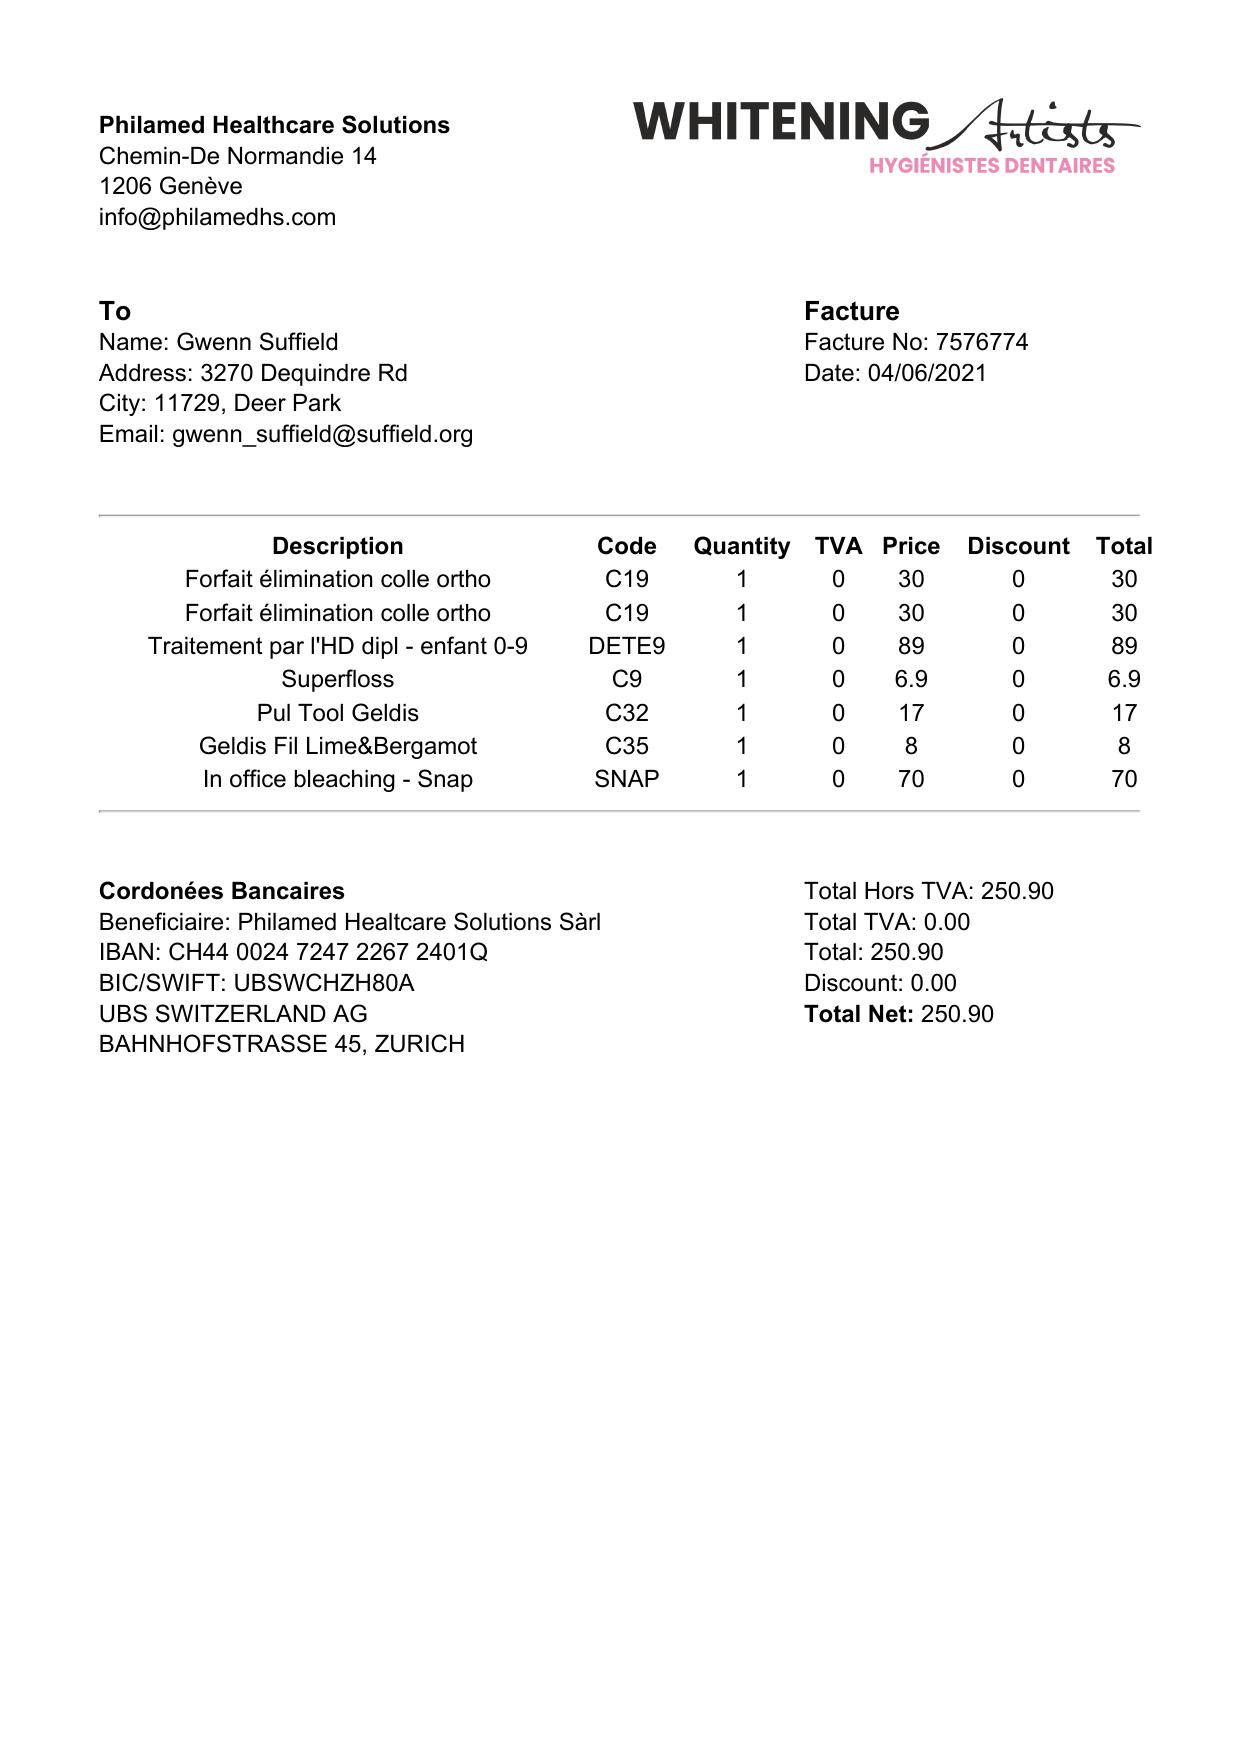 Philamed Healthcare Solutions
Chemin-De Normandie 14
1206 Genève
info@philamedhs.com
WHITENING Artists
HYGIÉNISTES DENTAIRES
To
Name: Gwenn Suffield
Address: 3270 Dequindre Rd
City: 11729, Deer Park
Email: gwenn_suffield@suffield.org
Facture
Facture No: 7576774
Date: 04/06/2021
Description Code Quantity TVA Price Discount Total
Forfait élimination colle ortho C19 1 0 30 0 30
Forfait élimination colle ortho C19 1 0 30 0 30
Traitement par l'HD dipl - enfant 0-9 DETE9 1 0 89 0 89
Superfloss C9 1 0 6.9 0 6.9
Pul Tool Geldis C32 1 0 17 0 17
Geldis Fil Lime&Bergamot C35 1 0 8 0 8
In office bleaching - Snap SNAP 1 0 70 0 70
Cordonées Bancaires
Beneficiaire: Philamed Healtcare Solutions Sàrl
IBAN: CH44 0024 7247 2267 2401Q
BIC/SWIFT: UBSWCHZH80A
UBS SWITZERLAND AG
BAHNHOFSTRASSE 45, ZURICH
Total Hors TVA: 250.90
Total TVA: 0.00
Total: 250.90
Discount: 0.00
Total Net: 250.90